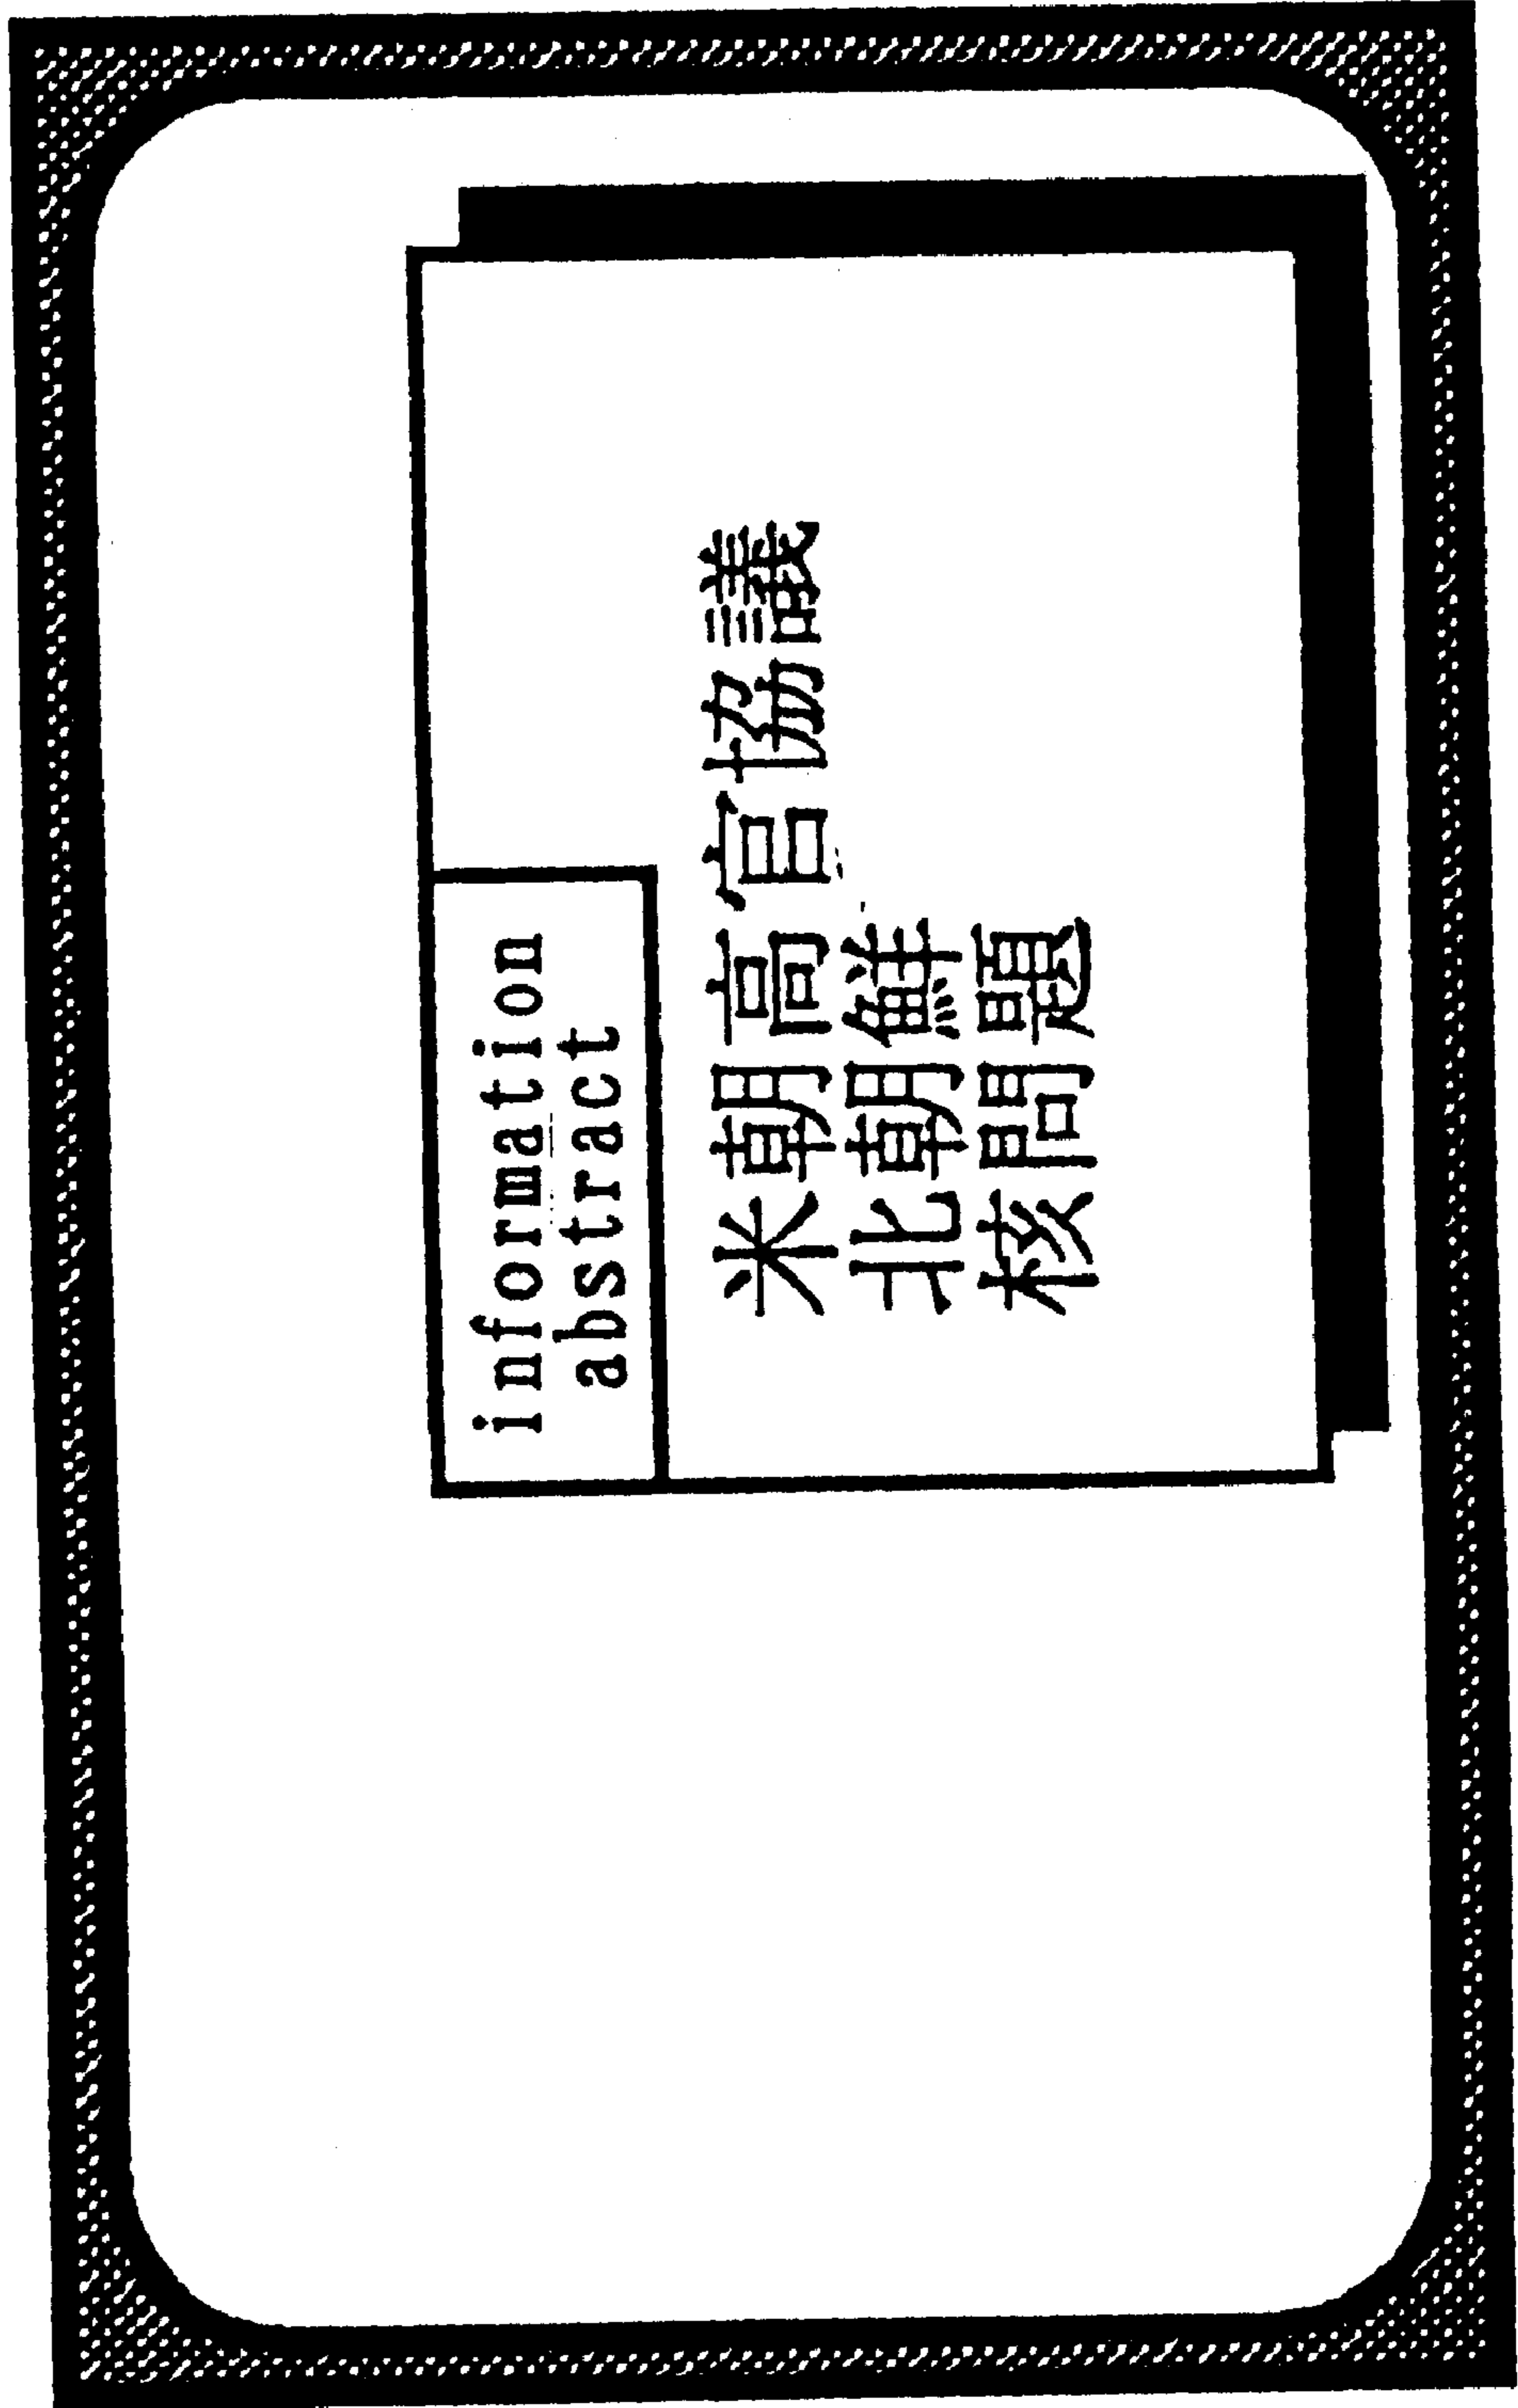 information
abstract
米朝高官協議
北朝鮮
核問題